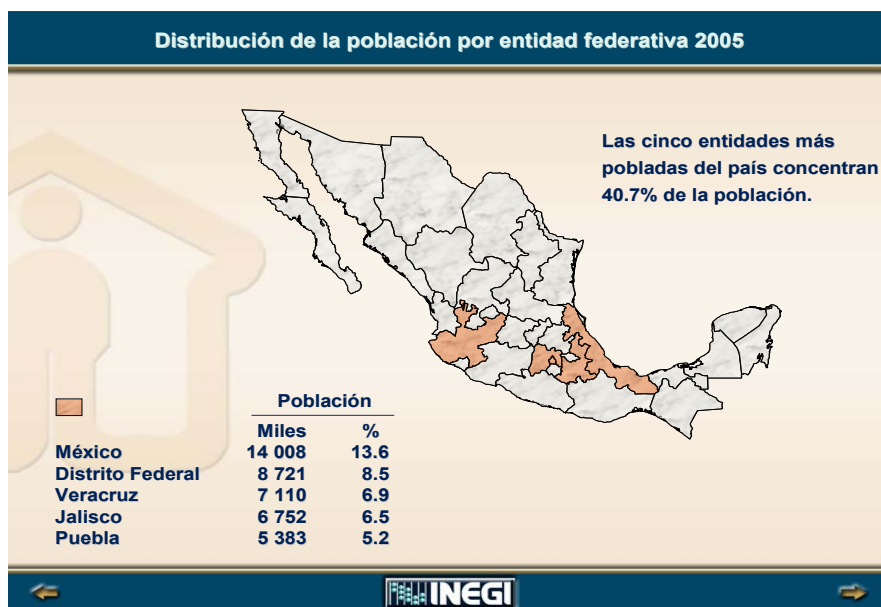 Distribución de la población por entidad federativa 2005
Las cinco entidades más
pobladas del país concentran
40.7% de la población.
Población
Miles %
México 14 008 13.6
Distrito Federal 8 721 8.5
Veracruz 7 110 6.9
Jalisco 6 752 6.5
Puebla 5 383 5.2
INEGI